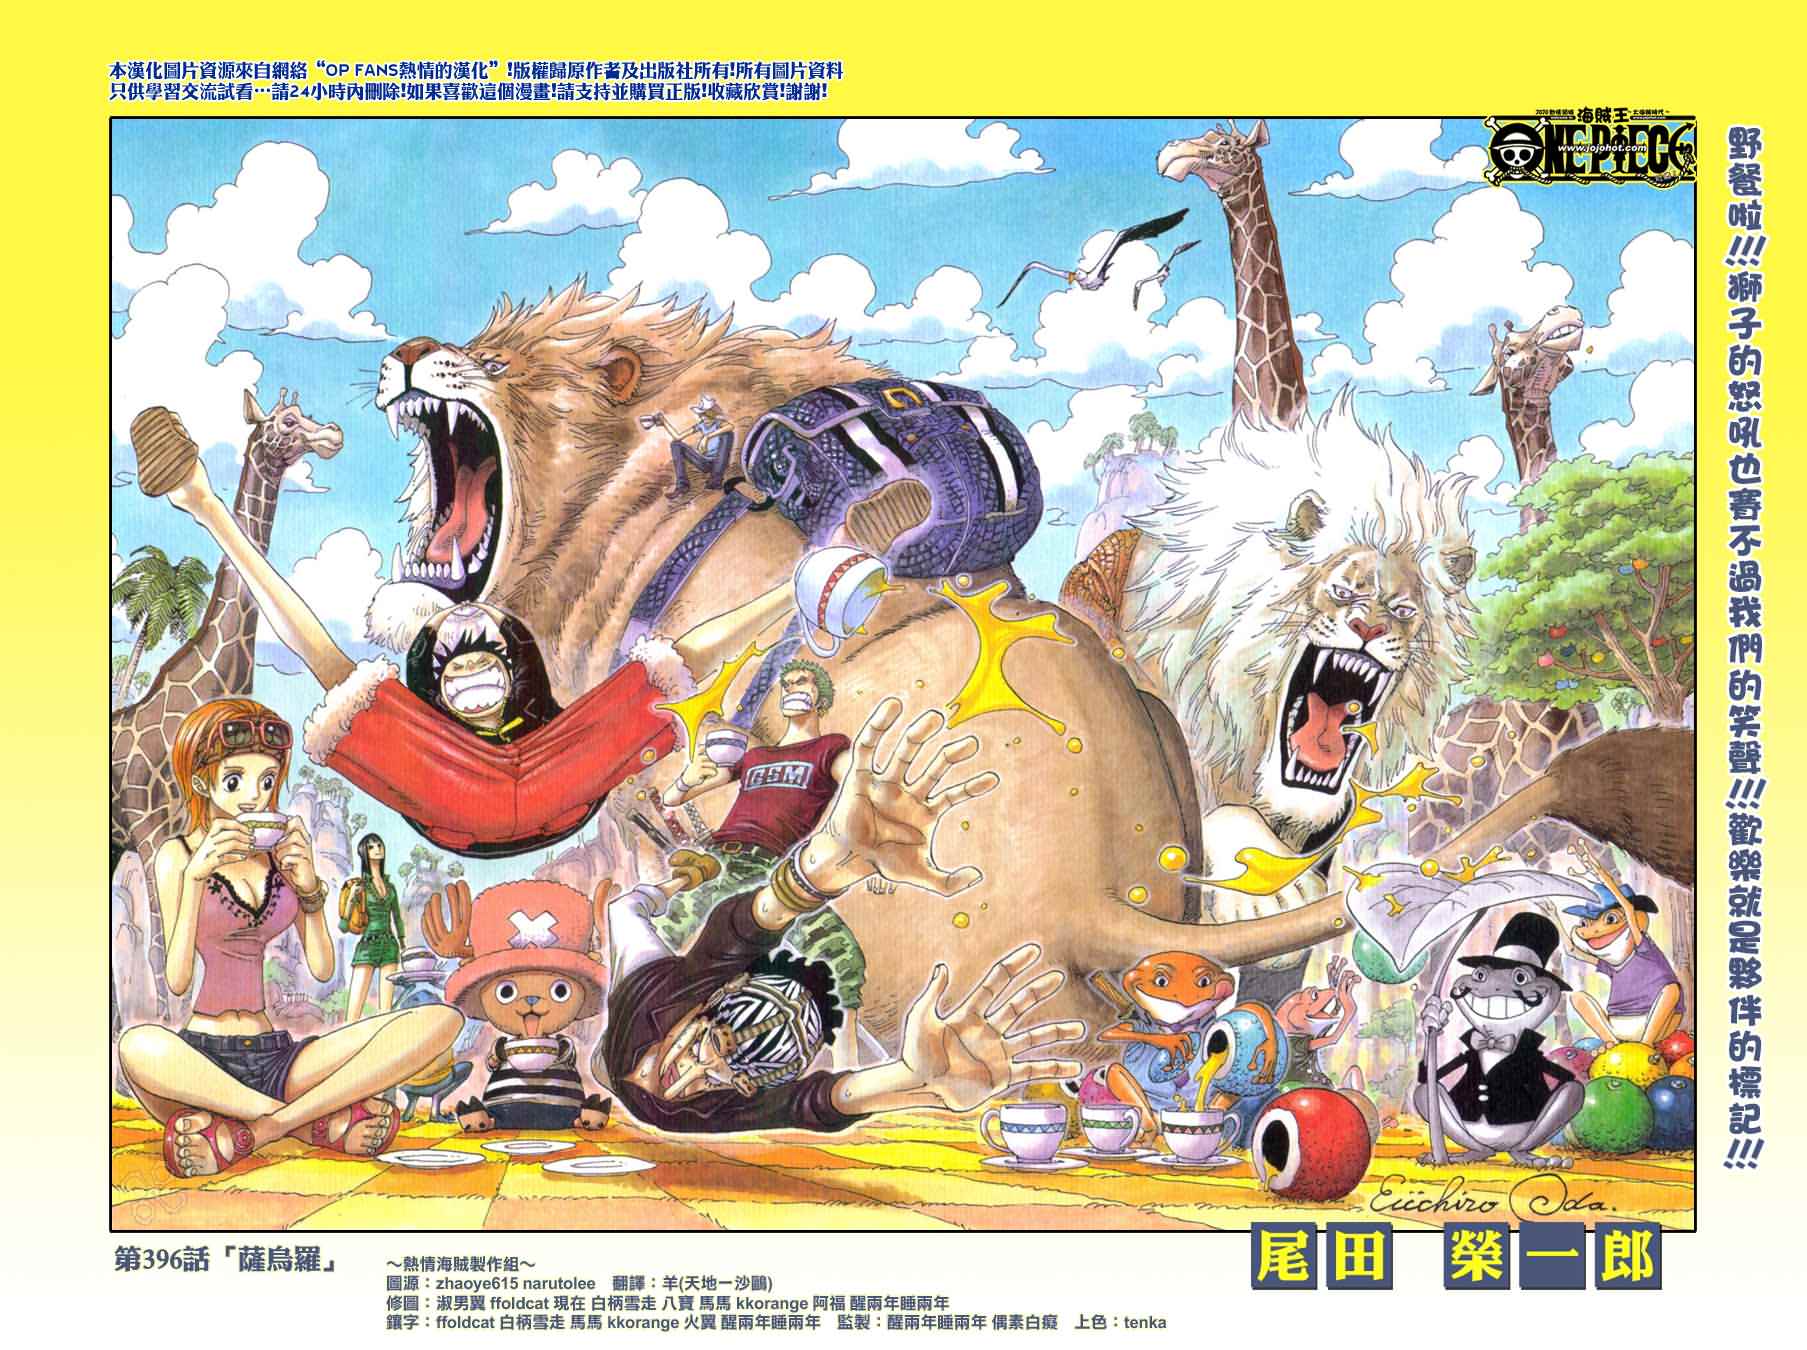 本漢化圖片資源來自網絡“OP FANS熱情的漢化”!版權歸原作者及出版社所有!所有圖片資料
只供學習交流試看…請24小時內刪除!如果喜歡這個漫畫!請支持並購買正版!收藏欣賞!謝謝!
海賊王
ONE PIECE
www.jojohot.com
野餐啦!!!獅子的怒吼也賽不過我們的笑聲!!!歡樂就是夥伴的標記!!!
GSM
Eiichiro Oda.
尾田 榮一郎
第396話「薩烏羅」
～熱情海賊製作組～
圖源：zhaoye615 narutolee 翻譯：羊(天地一沙鷗)
修圖：淑男翼 ffoldcat 現在 白柄雪走 八寶 馬馬 kkorange 阿福 醒兩年睡兩年
鑲字：ffoldcat 白柄雪走 馬馬 kkorange 火翼 醒兩年睡兩年 監製：醒兩年睡兩年 偶素白癡 上色：tenka